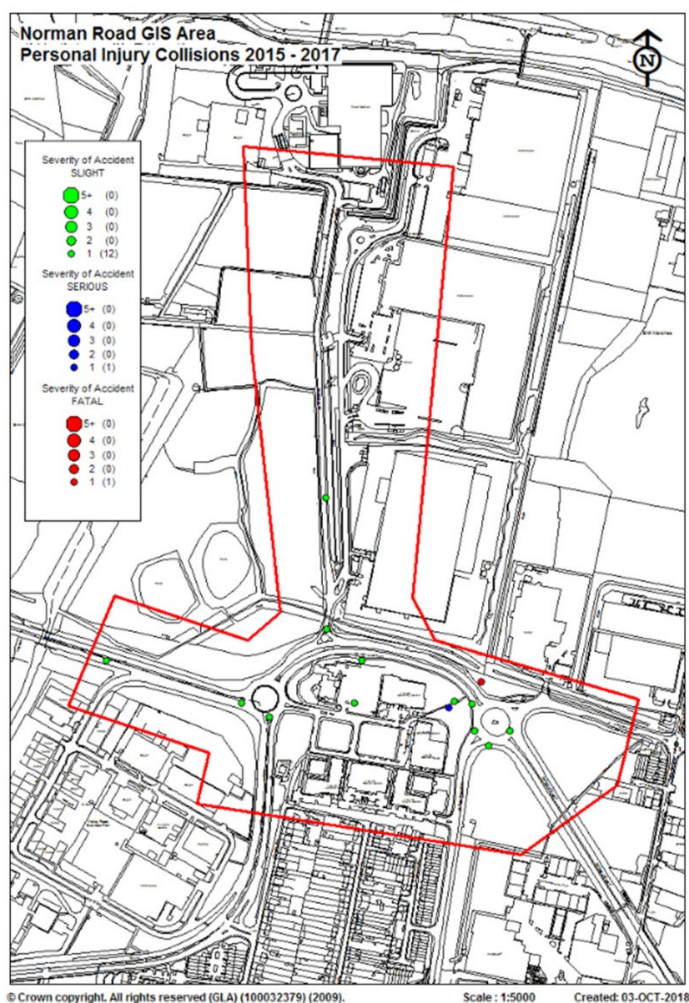 Norman Road GIS Area
Personal Injury Collisions 2015 - 2017
N
Severity of Accident
SLIGHT
5+ (0)
4 (0)
3 (0)
2 (0)
1 (12)
Severity of Accident
SERIOUS
5+ (0)
4 (0)
3 (0)
2 (0)
1 (1)
Severity of Accident
FATAL
5+ (0)
4 (0)
3 (0)
2 (0)
1 (1)
© Crown copyright. All rights reserved (GLA) (100032379) (2009). Scale : 1:5000 Created: 03-OCT-2018